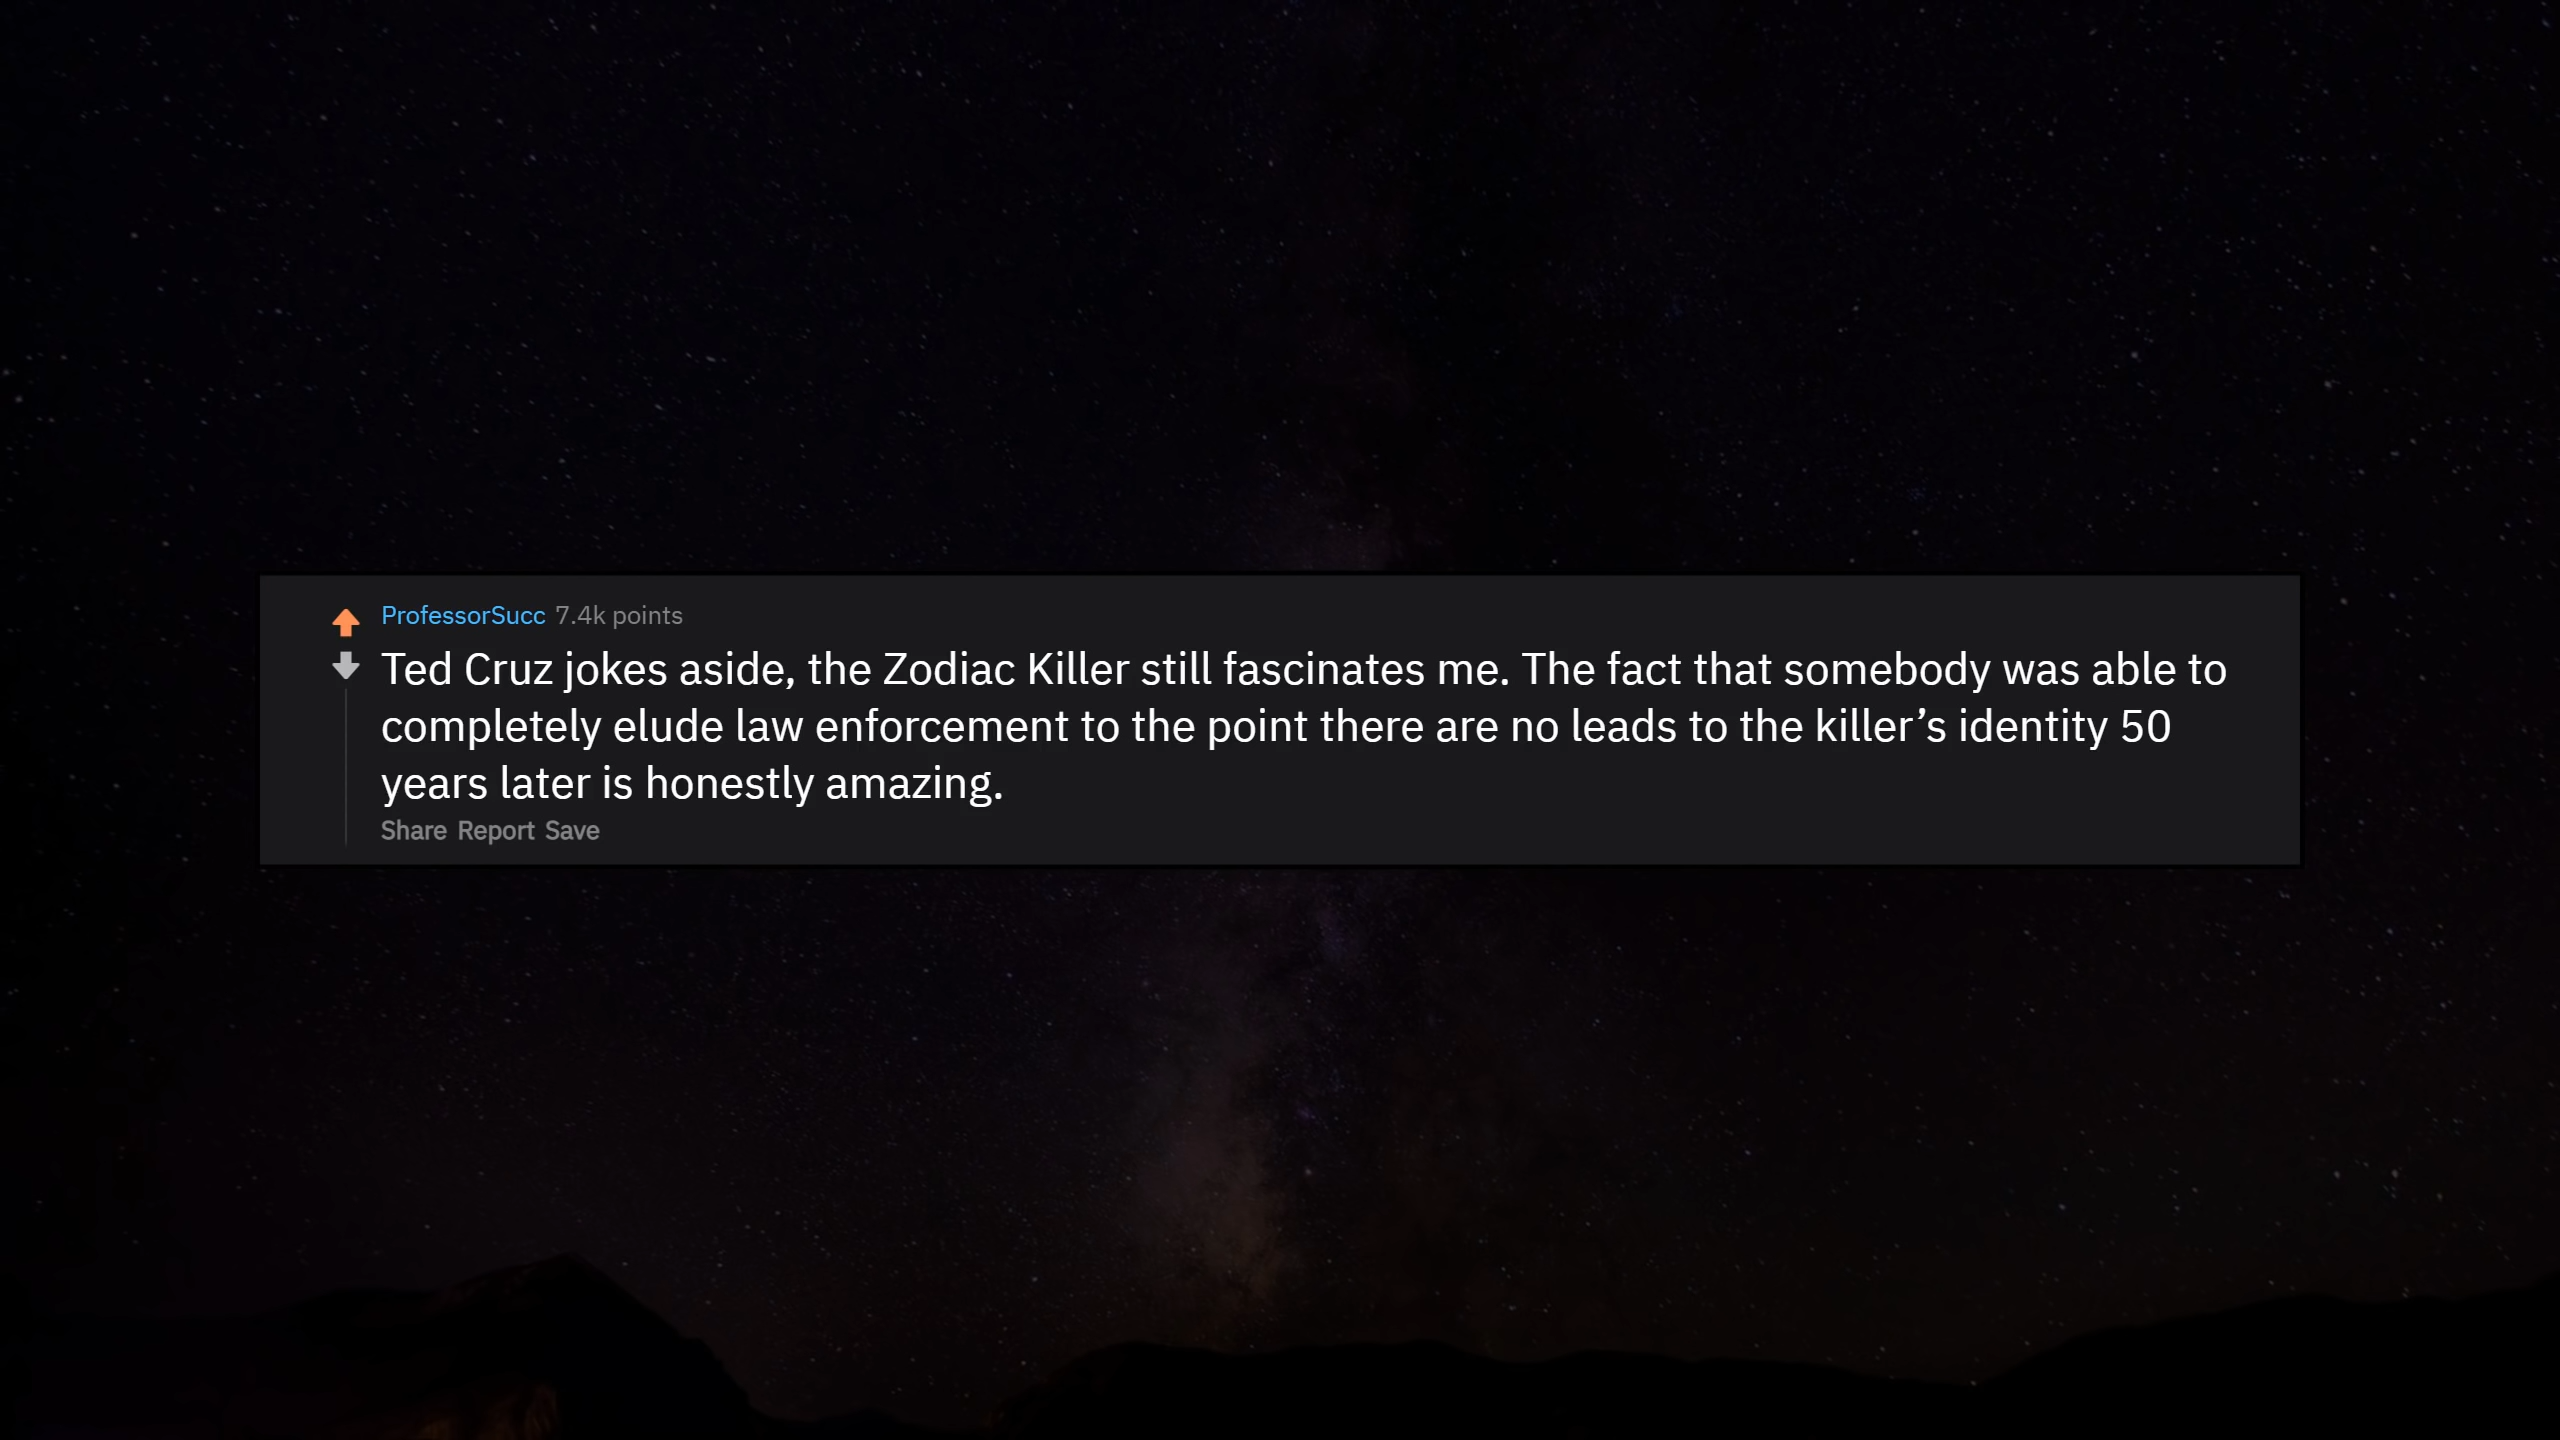 ProfessorSucc 7.4k points
Ted Cruz jokes aside, the Zodiac Killer still fascinates me. The fact that somebody was able to
completely elude law enforcement to the point there are no leads to the killer’s identity 50
years later is honestly amazing.
Share Report Save